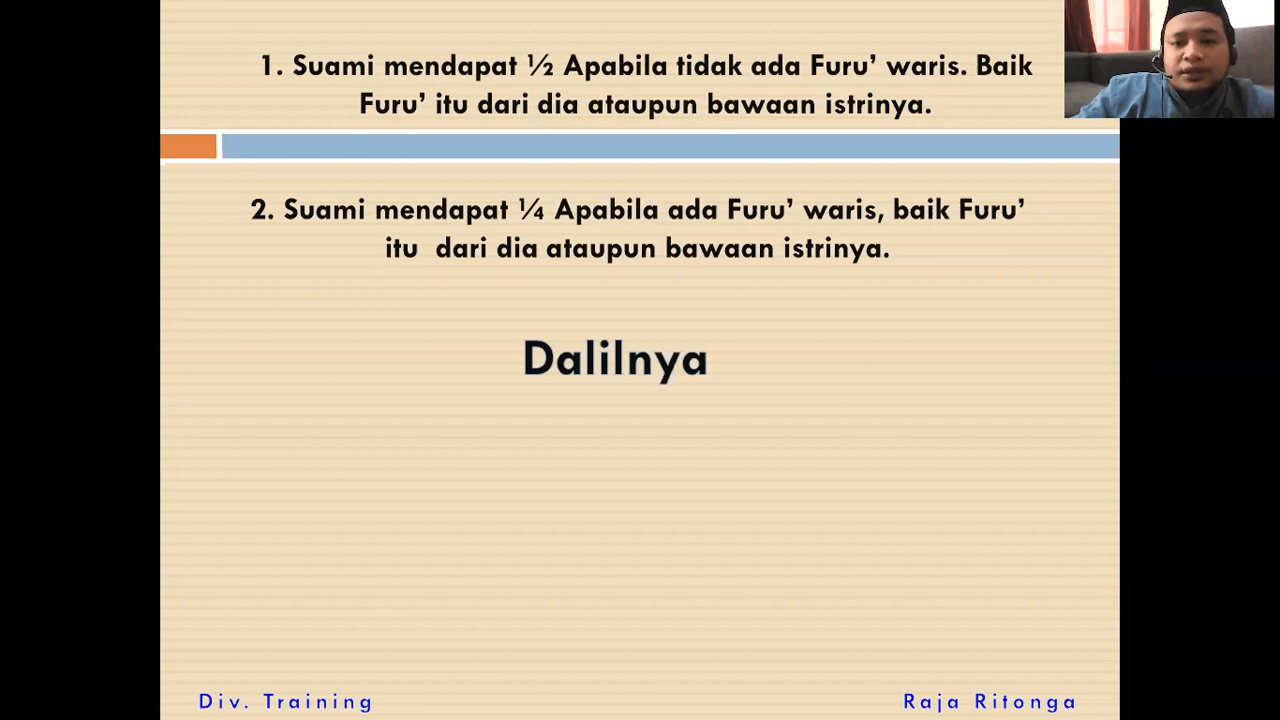 1. Suami mendapat ½ Apabila tidak ada Furu’ waris. Baik
Furu’ itu dari dia ataupun bawaan istrinya.
2. Suami mendapat ¼ Apabila ada Furu’ waris, baik Furu’
itu dari dia ataupun bawaan istrinya.
Dalilnya
Div. Training
Raja Ritonga